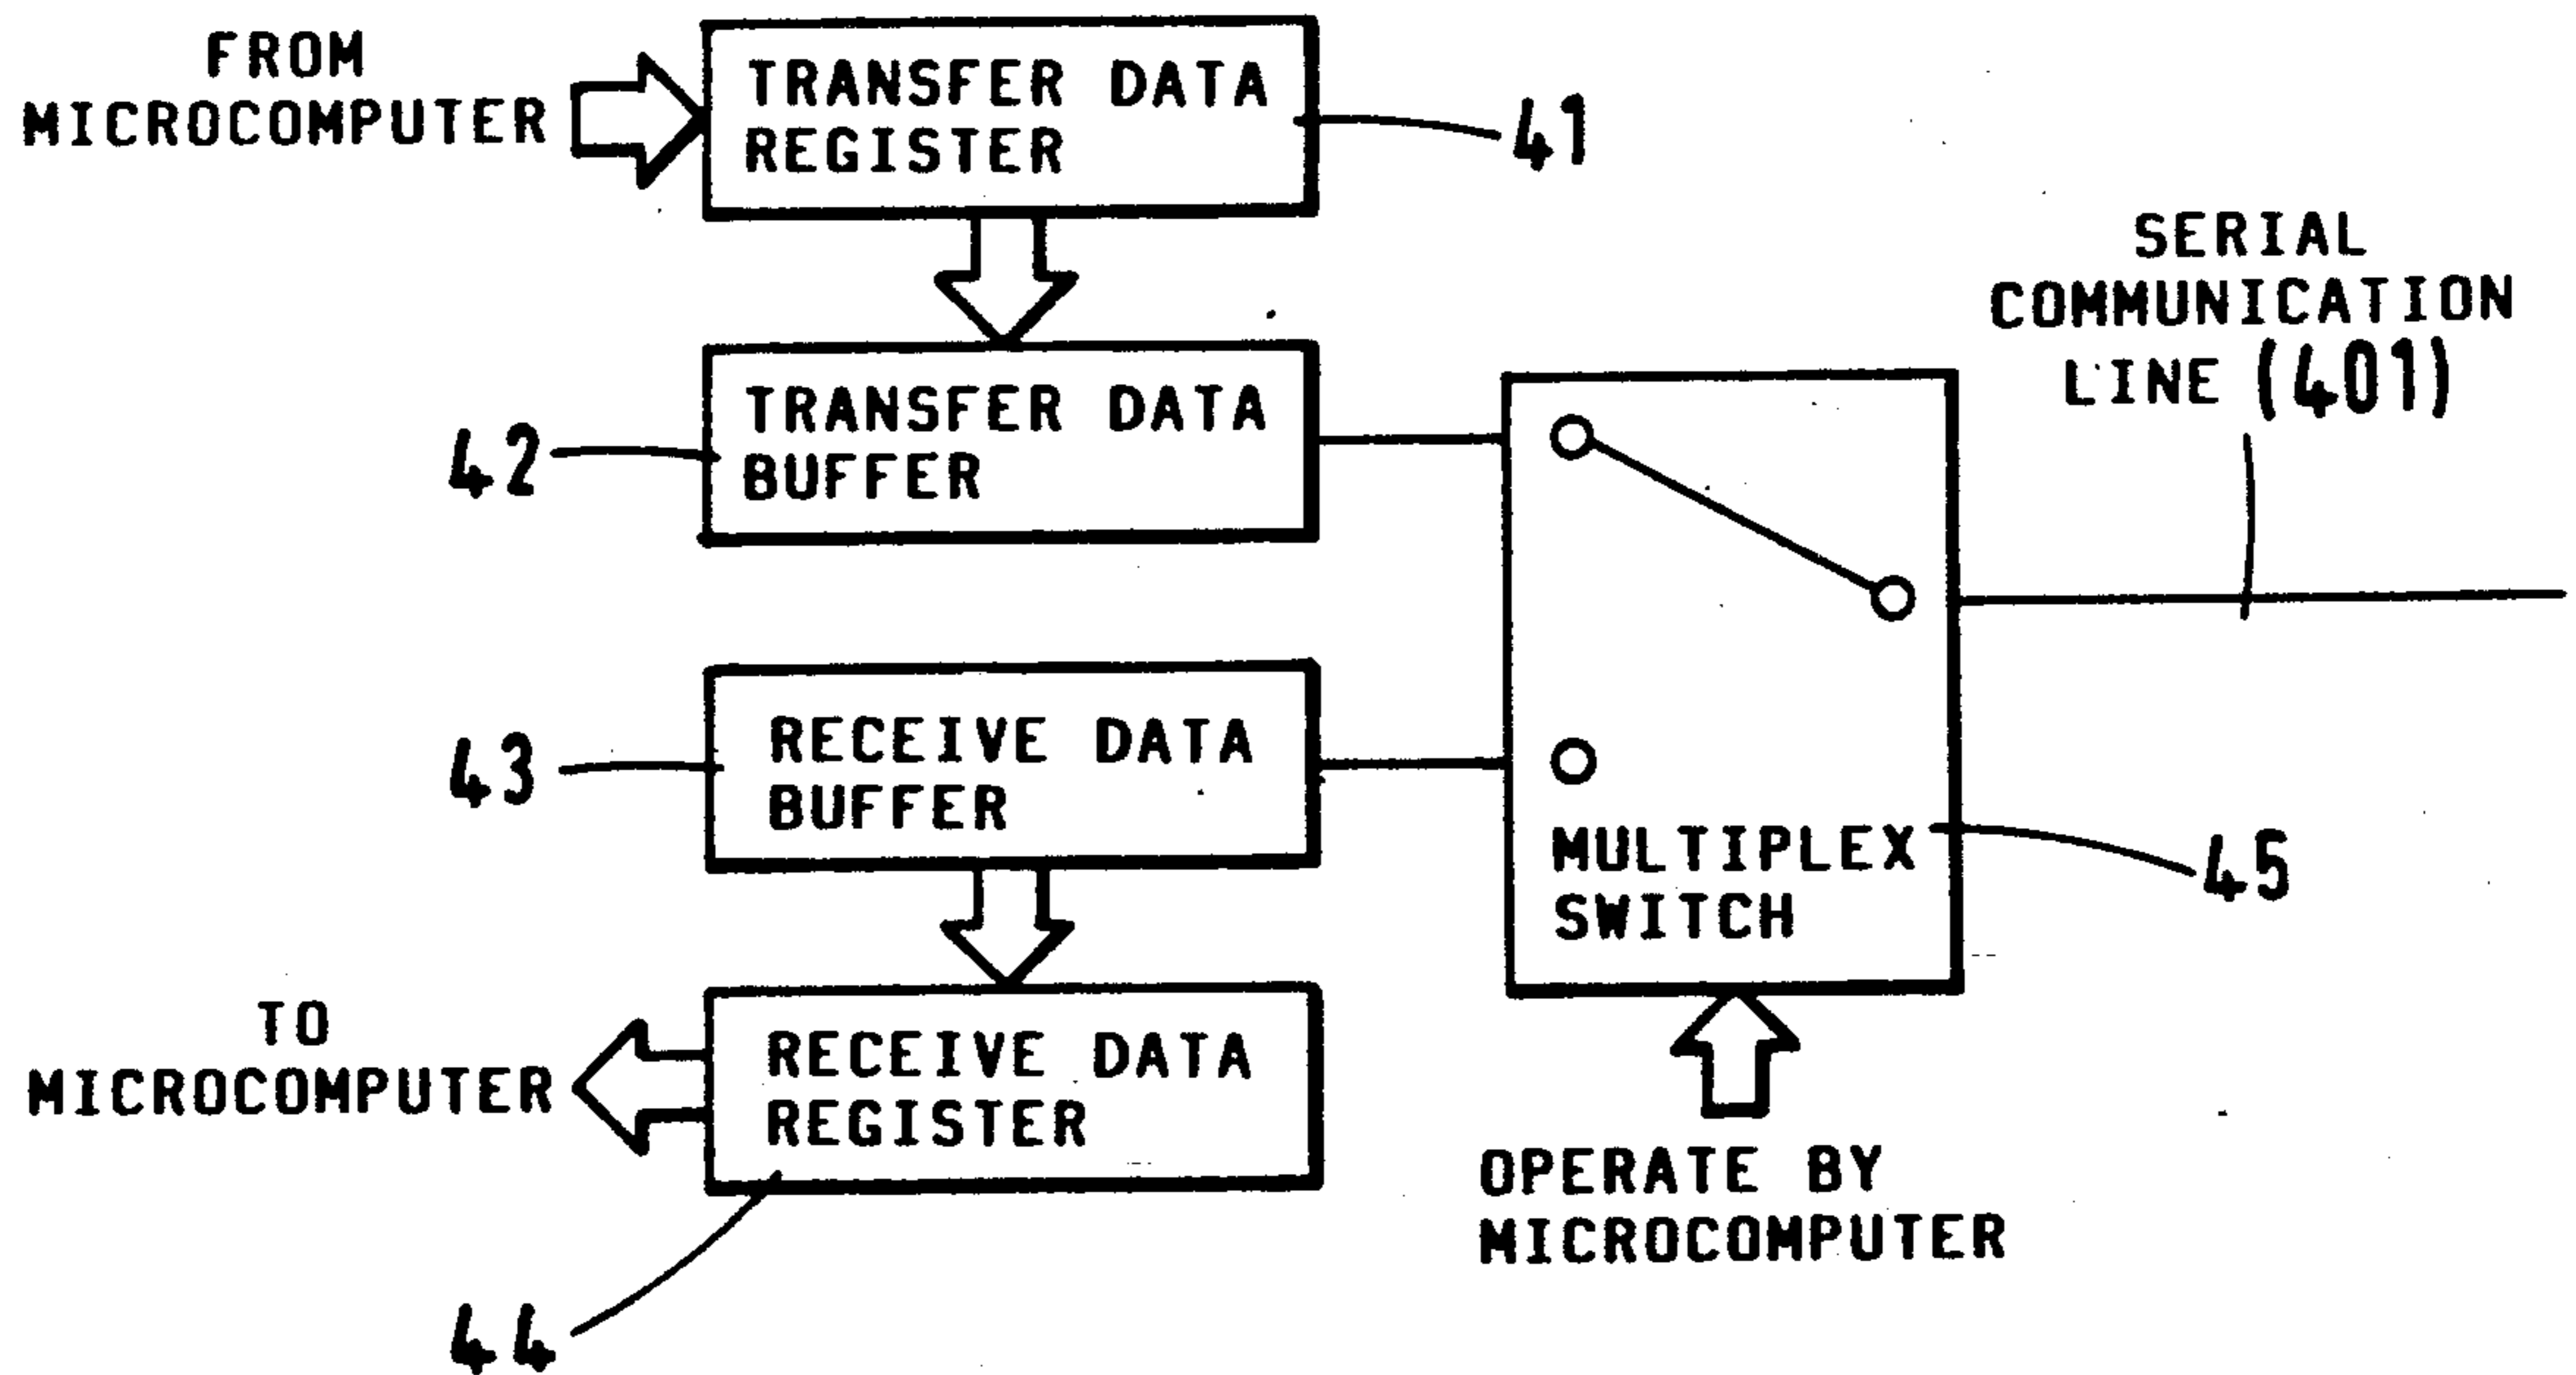 FROM
MICROCOMPUTER
TRANSFER DATA
REGISTER
41
SERIAL
COMMUNICATION
LINE (401)
TRANSFER DATA
BUFFER
42
RECEIVE DATA
BUFFER
43
MULTIPLEX
SWITCH
45
TO
MICROCOMPUTER
RECEIVE DATA
REGISTER
44
OPERATE BY
MICROCOMPUTER